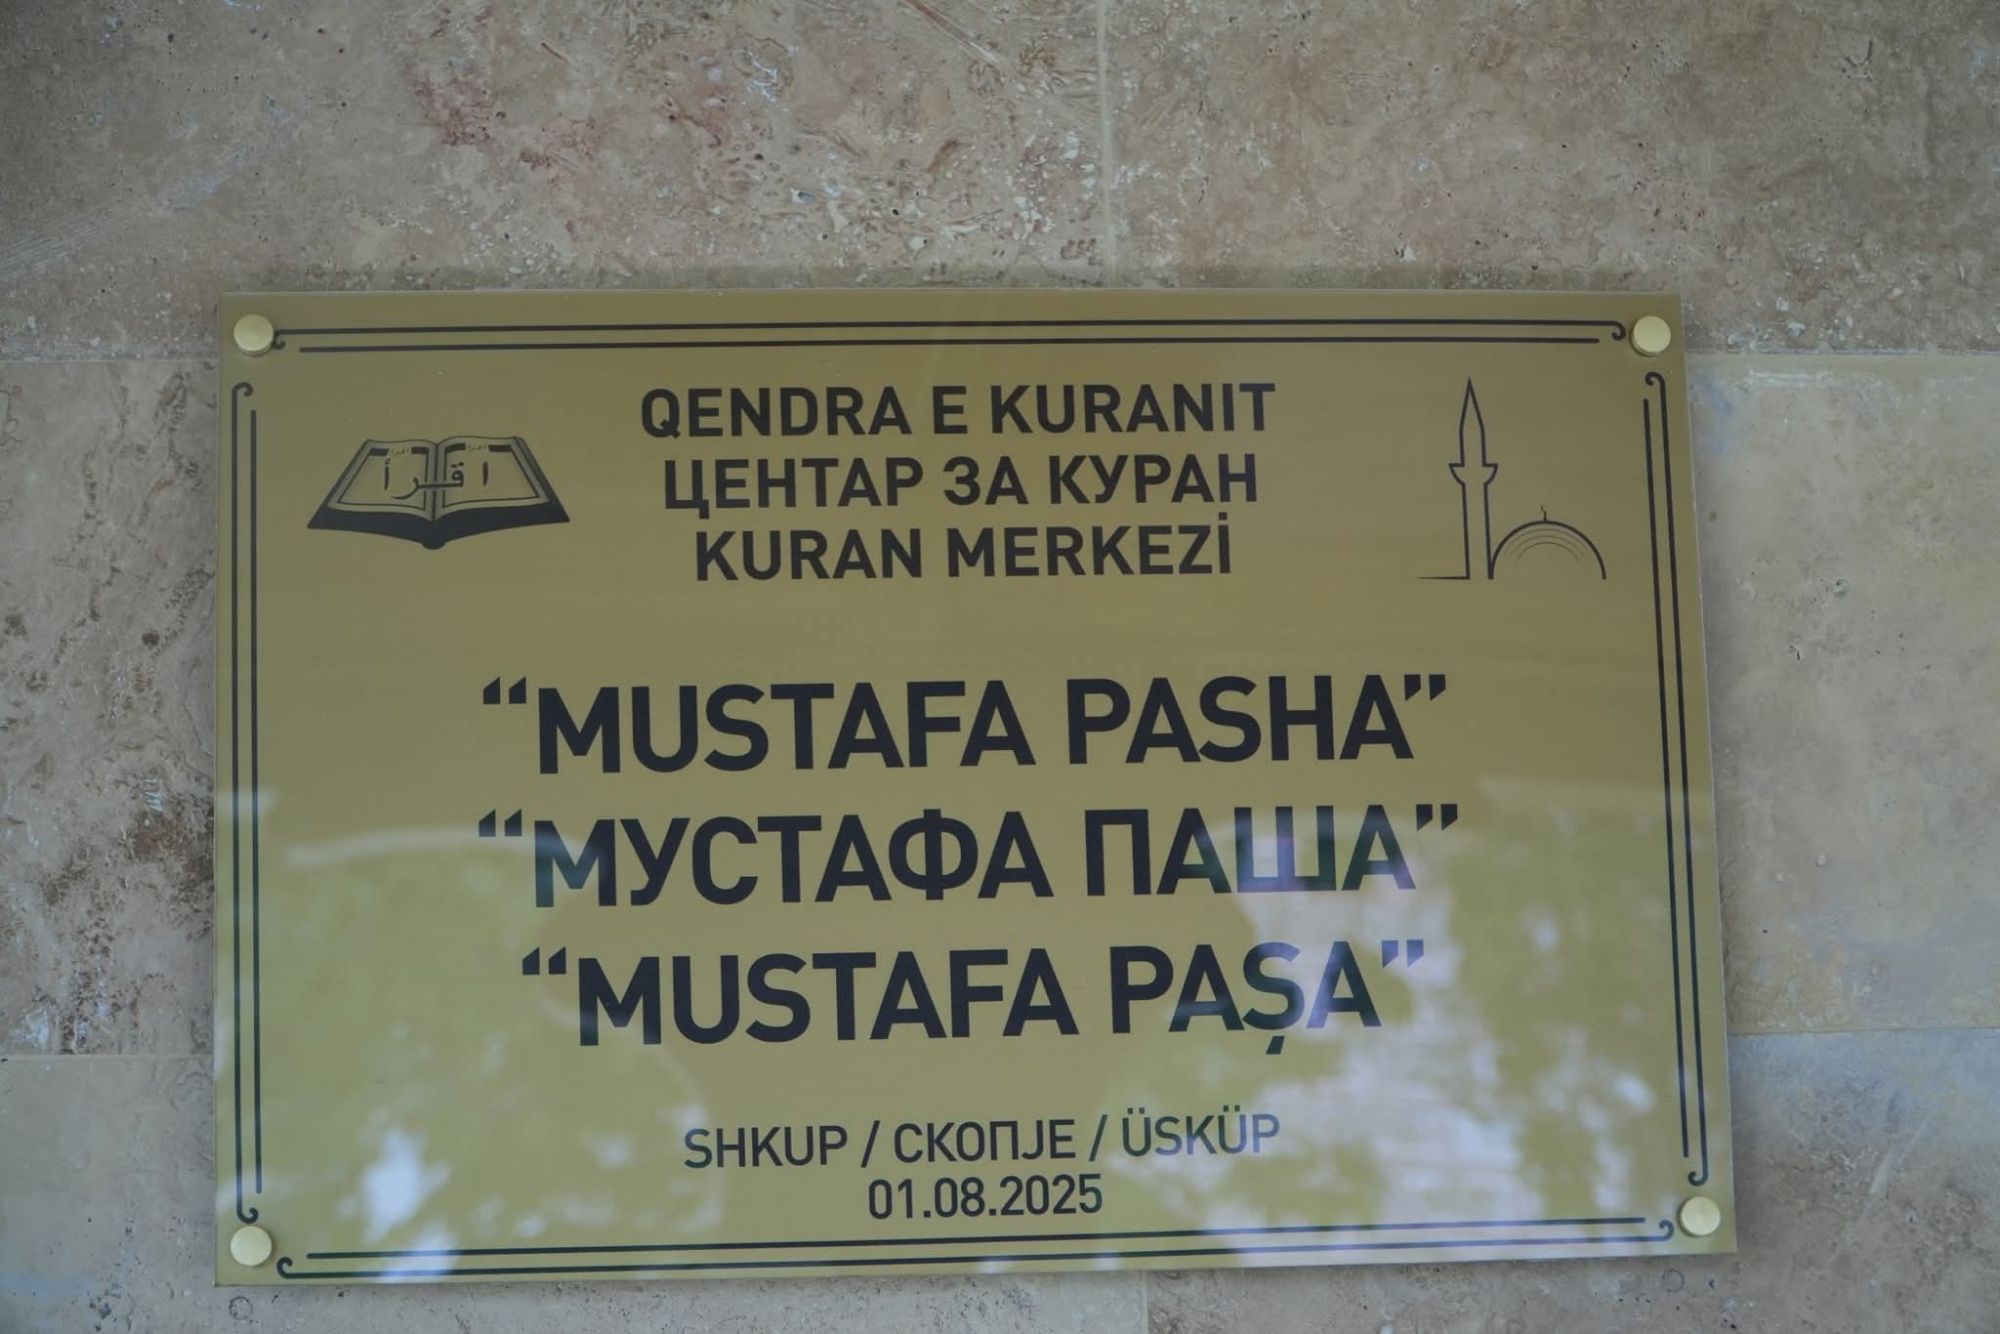 QENDRA E KURANIT
ЦЕНТАР ЗА КУРАН
KURAN MERKEZİ
اقرأ
“MUSTAFA PASHA”
“МУСТАФА ПАША”
“MUSTAFA PAŞA”
SHKUP / СКОПЈЕ / ÜSKÜP
01.08.2025